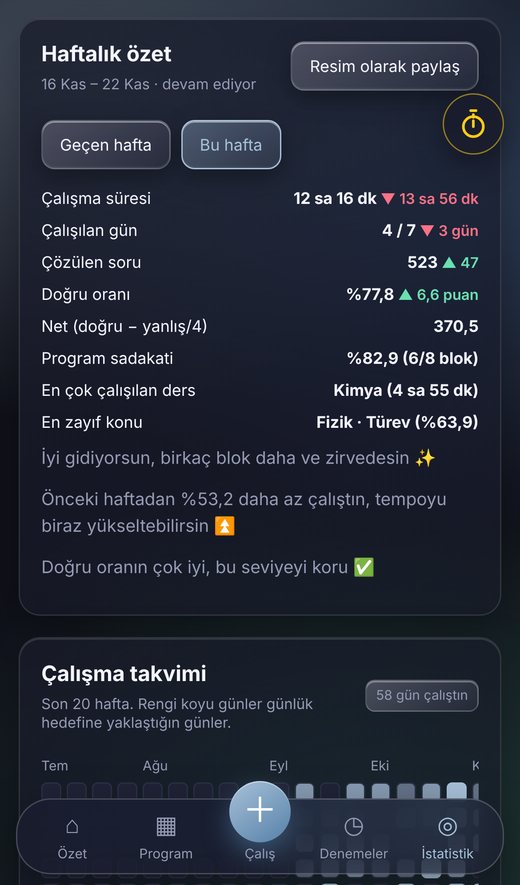 Haftalık özet
16 Kas – 22 Kas · devam ediyor
Resim olarak paylaş
Geçen hafta
Bu hafta
Çalışma süresi 12 sa 16 dk ▼ 13 sa 56 dk
Çalışılan gün 4 / 7 ▼ 3 gün
Çözülen soru 523 ▲ 47
Doğru oranı %77,8 ▲ 6,6 puan
Net (doğru − yanlış/4) 370,5
Program sadakati %82,9 (6/8 blok)
En çok çalışılan ders Kimya (4 sa 55 dk)
En zayıf konu Fizik · Türev (%63,9)
İyi gidiyorsun, birkaç blok daha ve zirvedesin ✨
Önceki haftadan %53,2 daha az çalıştın, tempoyu
biraz yükseltebilirsin ⏫
Doğru oranın çok iyi, bu seviyeyi koru ✅
Çalışma takvimi
Son 20 hafta. Rengi koyu günler günlük
hedefine yaklaştığın günler.
58 gün çalıştın
Tem Ağu Eyl Eki
Özet Program Çalış Denemeler İstatistik